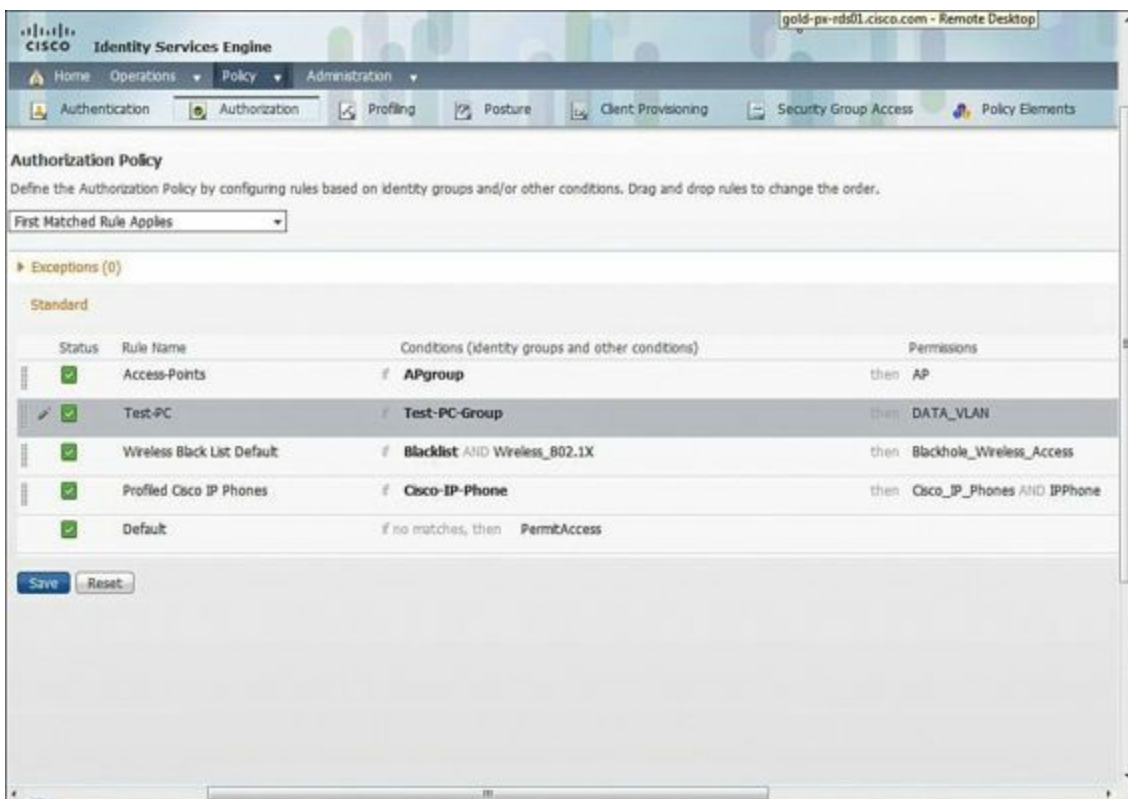 gold-px-rds01.cisco.com - Remote Desktop
CISCO Identity Services Engine
Home Operations Policy Administration
Authentication Authorization Profiling Posture Client Provisioning Security Group Access Policy Elements
Authorization Policy
Define the Authorization Policy by configuring rules based on identity groups and/or other conditions. Drag and drop rules to change the order.
First Matched Rule Applies
Exceptions (0)
Standard
Status Rule Name Conditions (identity groups and other conditions) Permissions
Access-Points if APgroup then AP
Test-PC if Test-PC-Group then DATA_VLAN
Wireless Black List Default if Blacklist AND Wireless_802.1X then Blackhole_Wireless_Access
Profiled Cisco IP Phones if Cisco-IP-Phone then Cisco_IP_Phones AND IPPhone
Default if no matches, then PermitAccess
Save Reset